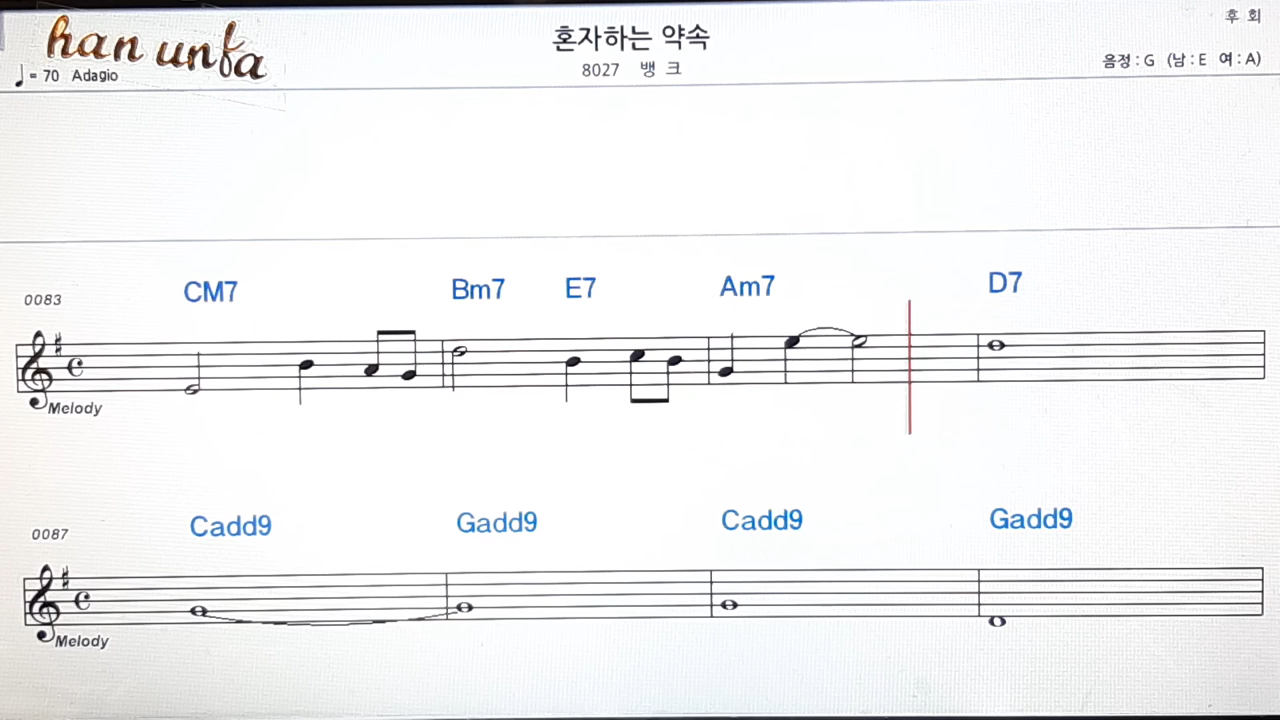 han unfa
♩= 70 Adagio
혼자하는 약속
8027 뱅 크
후 회
음정 : G (남 : E 여 : A)
0083
CM7 Bm7 E7 Am7 D7
Melody
0087
Cadd9 Gadd9 Cadd9 Gadd9
Melody